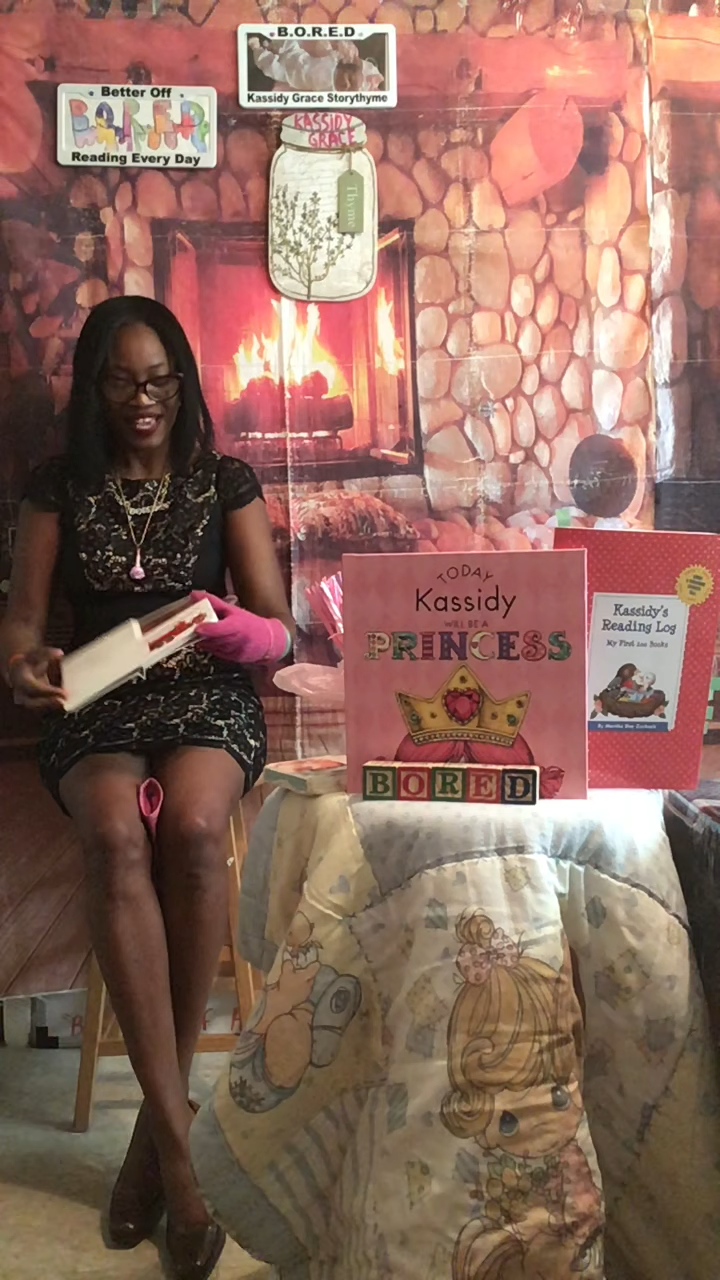 B.O.R.E.D
Kassidy Grace Storythyme
Better Off
BORED
Reading Every Day
KASSIDY
GRACE
Thyme
TODAY
Kassidy
WILL BE A
PRINCESS
BORED
Kassidy's
Reading Log
My First 100 Books